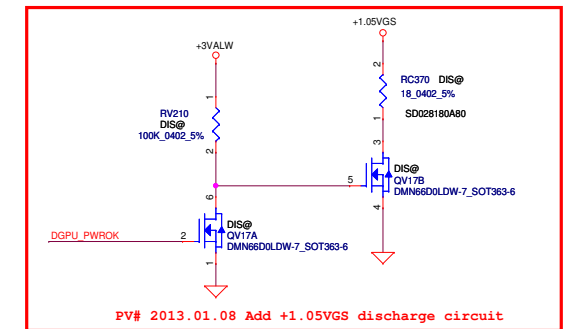 +1.05VGS
+3VALW
2
RC370 DIS@
18_0402_5%
1
SD028180A80
1
RV210
DIS@
100K_0402_5%
2
3
DIS@
QV17B
DMN66D0LDW-7_SOT363-6
5
4
6
DIS@
QV17A
DMN66D0LDW-7_SOT363-6
DGPU_PWROK
2
1
PV# 2013.01.08 Add +1.05VGS discharge circuit